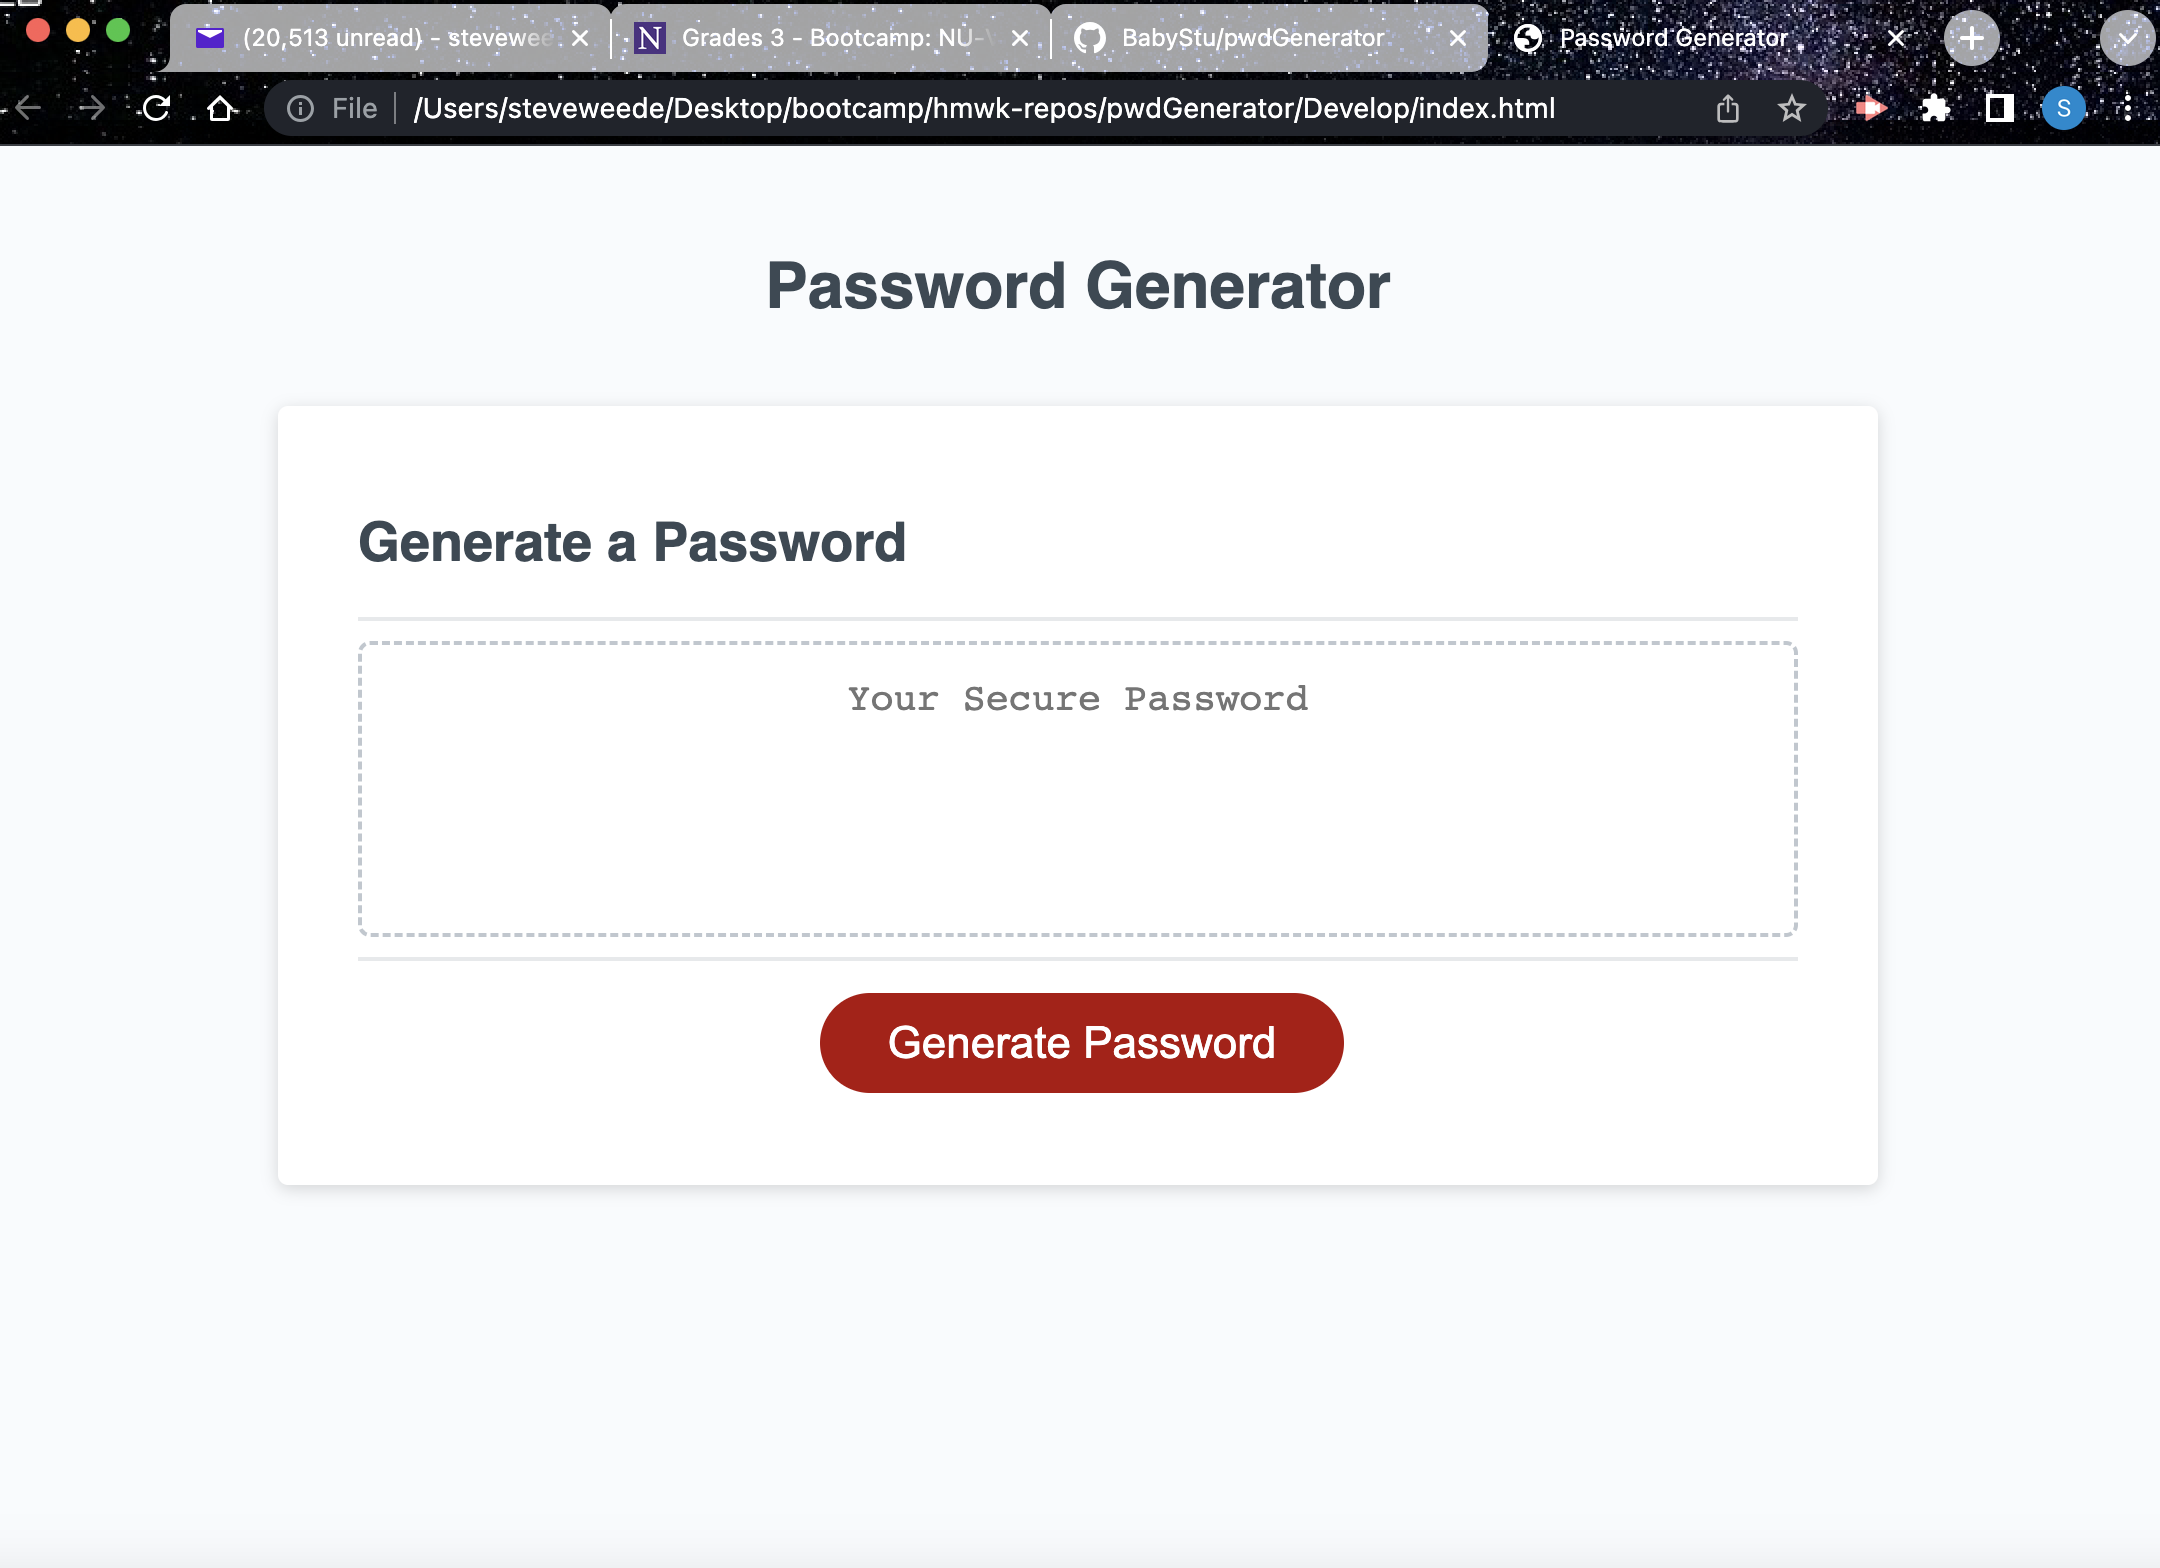 (20,513 unread) - stevewee
N Grades 3 - Bootcamp: NU-V
BabyStu/pwdGenerator
Password Generator
File /Users/steveweede/Desktop/bootcamp/hmwk-repos/pwdGenerator/Develop/index.html
S
Password Generator
Generate a Password
Your Secure Password
Generate Password